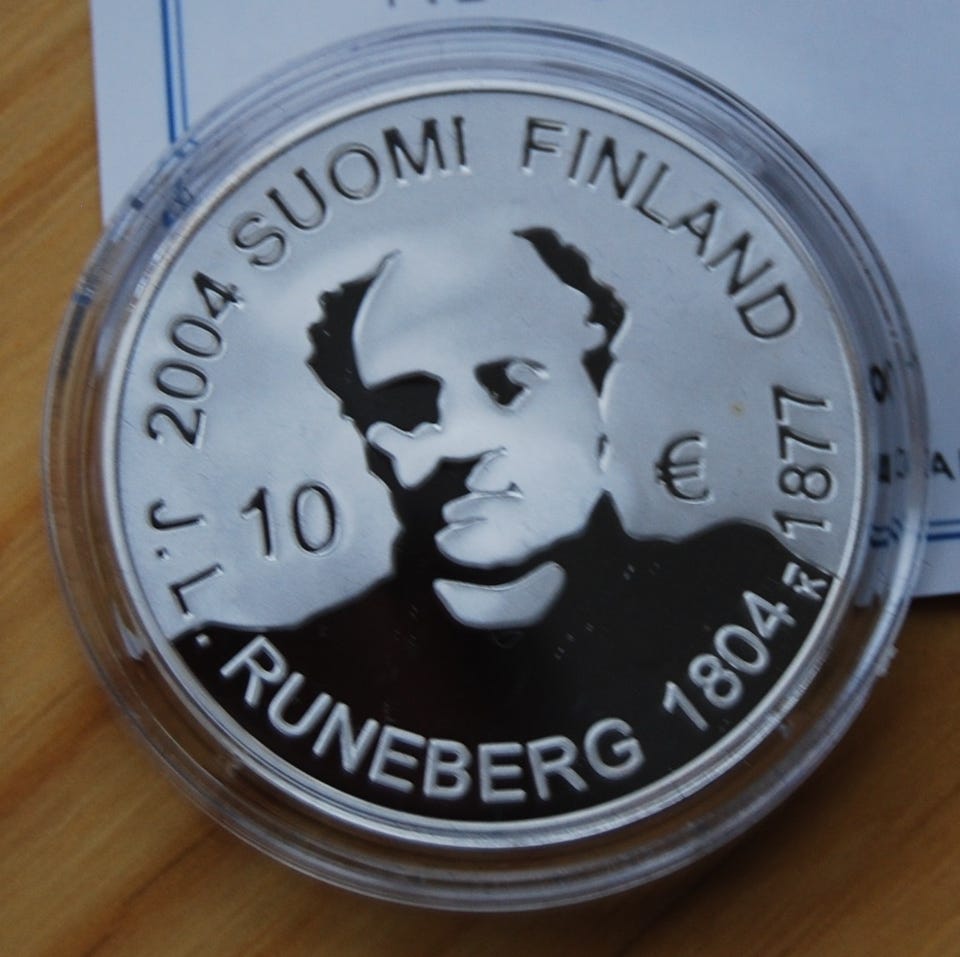 2004 SUOMI FINLAND
10 €
J. L. RUNEBERG 1804 1877